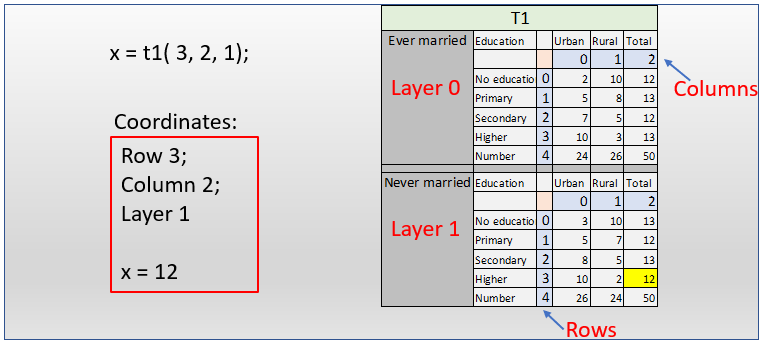 x = t1( 3, 2, 1);
Coordinates:
Row 3;
Column 2;
Layer 1
x = 12
T1
Ever married Education Urban Rural Total
0 1 2
Layer 0
Columns
No educatio 0 2 10 12
Primary 1 5 8 13
Secondary 2 7 5 12
Higher 3 10 3 13
Number 4 24 26 50
Never married Education Urban Rural Total
0 1 2
Layer 1
No educatio 0 3 10 13
Primary 1 5 7 12
Secondary 2 8 5 13
Higher 3 10 2 12
Number 4 26 24 50
Rows